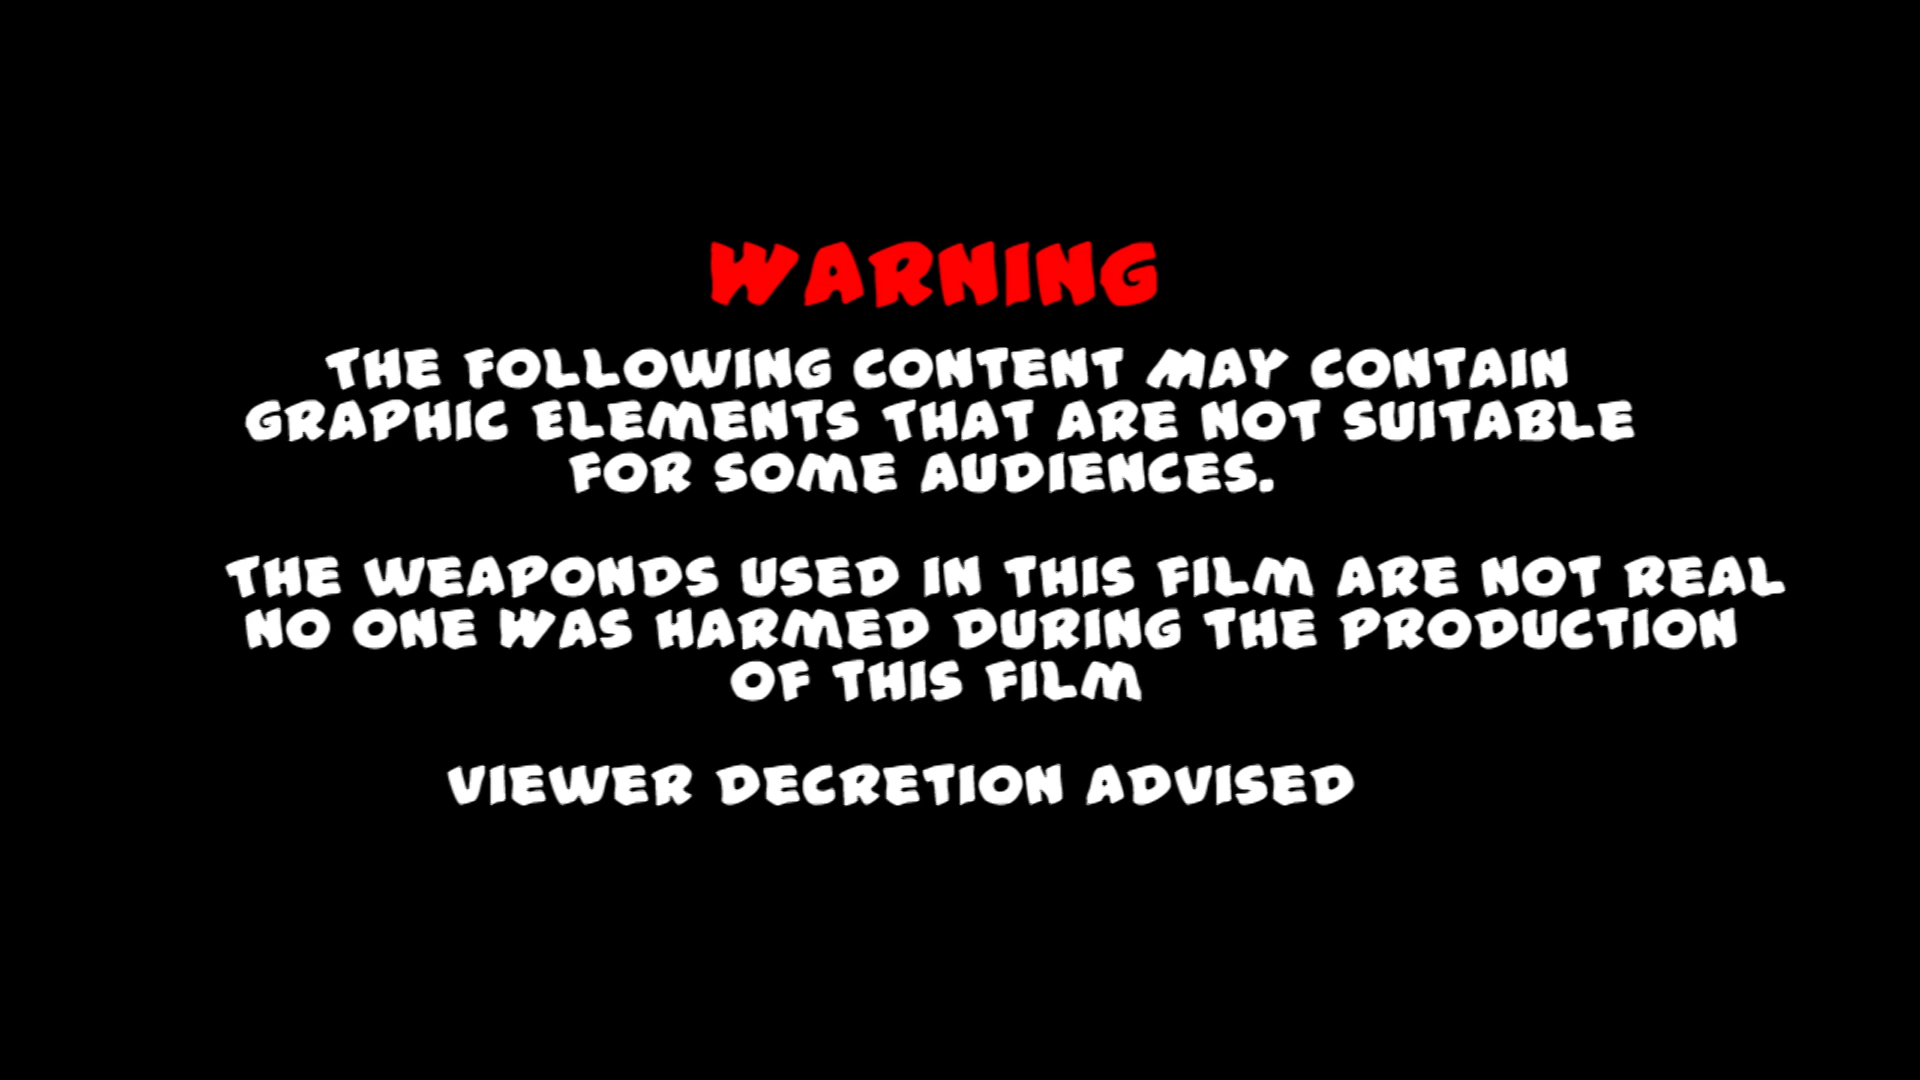 WARNING
THE FOLLOWING CONTENT MAY CONTAIN
GRAPHIC ELEMENTS THAT ARE NOT SUITABLE
FOR SOME AUDIENCES.
THE WEAPONDS USED IN THIS FILM ARE NOT REAL
NO ONE WAS HARMED DURING THE PRODUCTION
OF THIS FILM
VIEWER DECRETION ADVISED